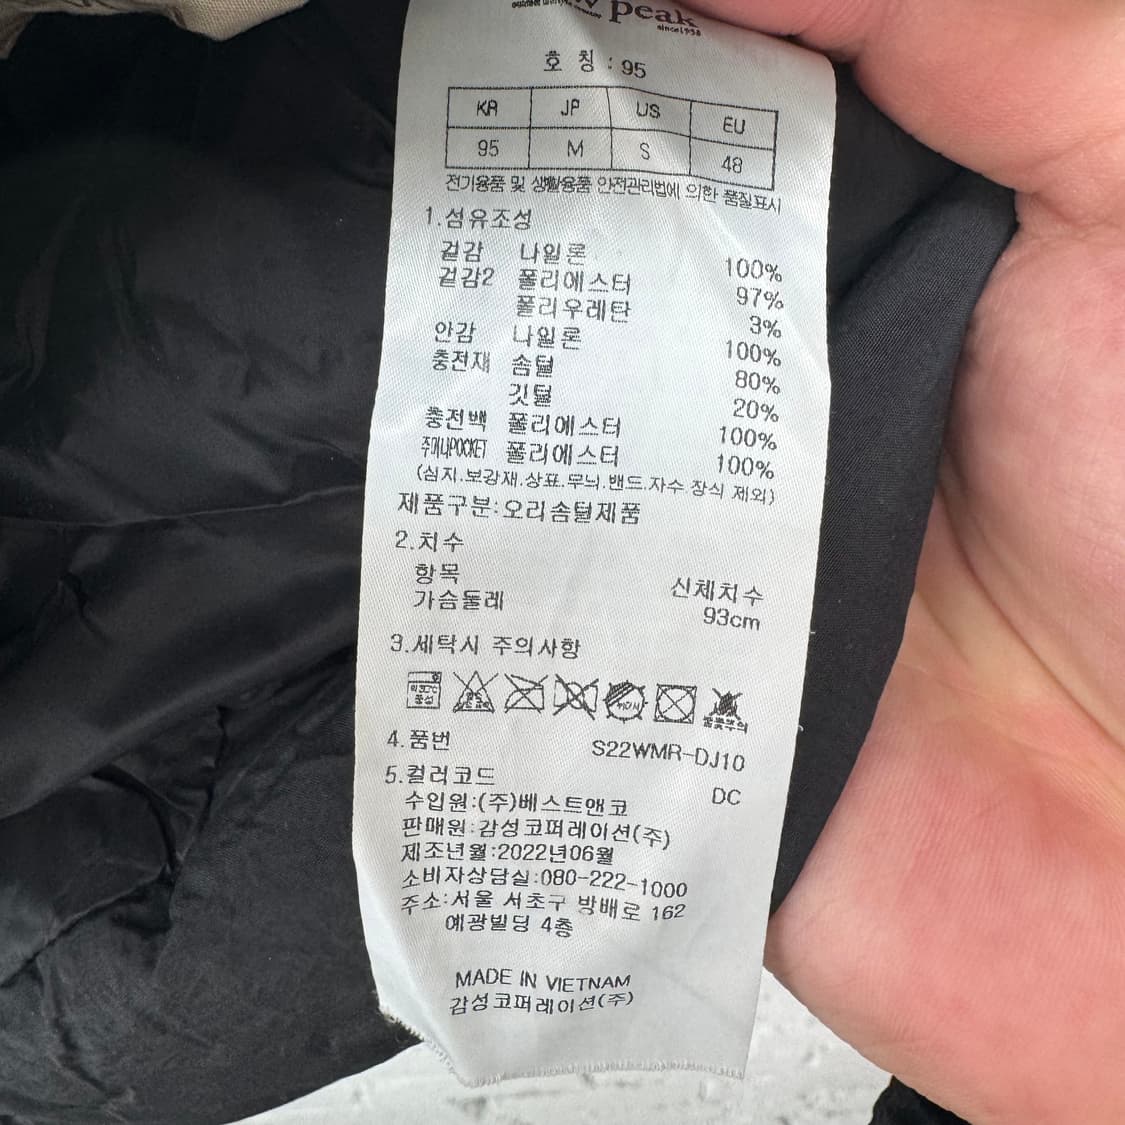 peak
since1958
호 칭 : 95
KR JP US EU
95 M S 48
전기용품 및 생활용품 안전관리법에 의한 품질표시
1.섬유조성
겉감 나일론 100%
겉감2 폴리에스터 97%
폴리우레탄 3%
안감 나일론 100%
충전재 솜털 80%
깃털 20%
충전백 폴리에스터 100%
주머니POCKET 폴리에스터 100%
(심지.보강재.상표.무늬.밴드.자수 장식 제외)
제품구분:오리솜털제품
2.치수
항목 신체치수
가슴둘레 93cm
3.세탁시 주의사항
4.품번 S22WMR-DJ10
5.컬러코드 DC
수입원:(주)베스트앤코
판매원:감성코퍼레이션(주)
제조년월:2022년06월
소비자상담실:080-222-1000
주소:서울 서초구 방배로 162
예광빌딩 4층
MADE IN VIETNAM
감성코퍼레이션(주)